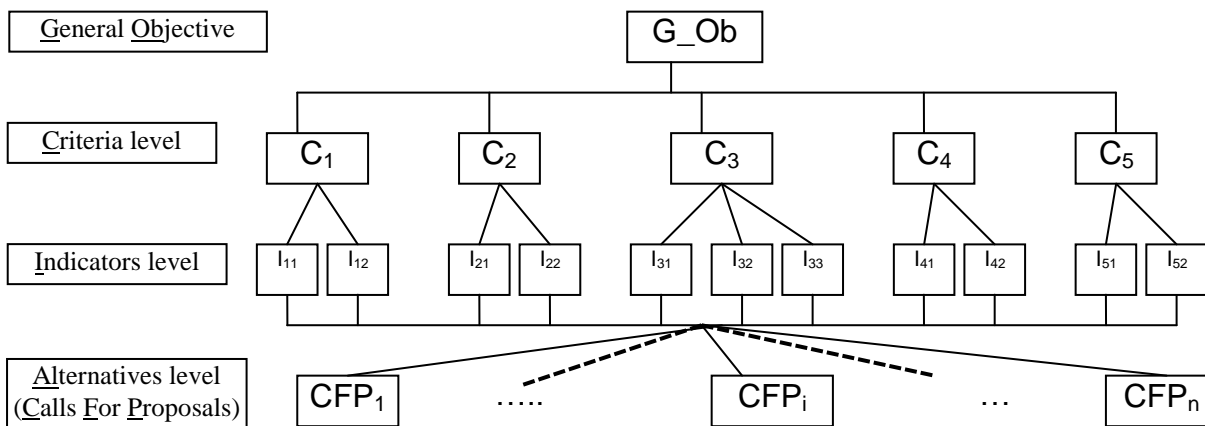 General Objective
G_Ob
Criteria level
C₁ C₂ C₃ C₄ C₅
Indicators level
I₁₁ I₁₂ I₂₁ I₂₂ I₃₁ I₃₂ I₃₃ I₄₁ I₄₂ I₅₁ I₅₂
Alternatives level
(Calls For Proposals)
CFP₁ ..... CFPᵢ ... CFPₙ